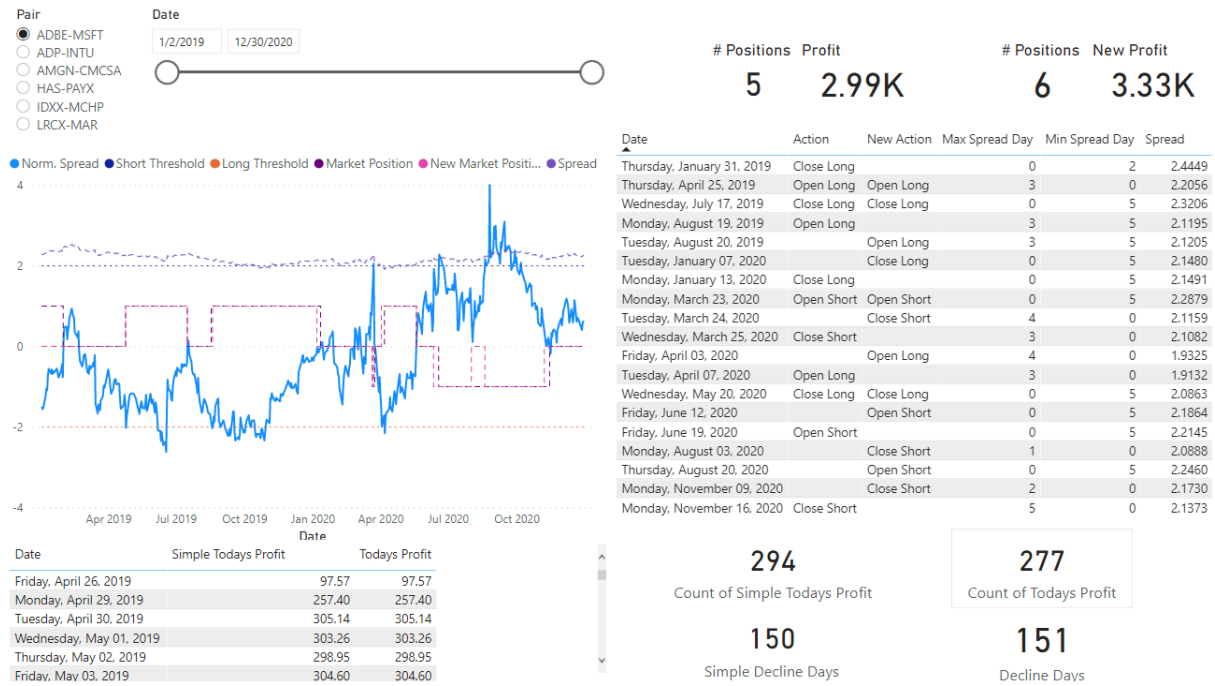 Pair
ADBE-MSFT
ADP-INTU
AMGN-CMCSA
HAS-PAYX
IDXX-MCHP
LRCX-MAR
Date
1/2/2019 12/30/2020
# Positions Profit
5 2.99K
# Positions New Profit
6 3.33K
Norm. Spread Short Threshold Long Threshold Market Position New Market Positi... Spread
4
2
0
-2
-4
Apr 2019 Jul 2019 Oct 2019 Jan 2020 Apr 2020 Jul 2020 Oct 2020
Date
Date Action New Action Max Spread Day Min Spread Day Spread
Thursday, January 31, 2019 Close Long 0 2 2.4449
Thursday, April 25, 2019 Open Long Open Long 3 0 2.2056
Wednesday, July 17, 2019 Close Long Close Long 0 5 2.3206
Monday, August 19, 2019 Open Long 3 5 2.1195
Tuesday, August 20, 2019 Open Long 3 5 2.1205
Tuesday, January 07, 2020 Close Long 0 5 2.1480
Monday, January 13, 2020 Close Long 0 5 2.1491
Monday, March 23, 2020 Open Short Open Short 0 5 2.2879
Tuesday, March 24, 2020 Close Short 4 0 2.1159
Wednesday, March 25, 2020 Close Short 3 0 2.1082
Friday, April 03, 2020 Open Long 4 0 1.9325
Tuesday, April 07, 2020 Open Long 3 0 1.9132
Wednesday, May 20, 2020 Close Long Close Long 0 5 2.0863
Friday, June 12, 2020 Open Short 0 5 2.1864
Friday, June 19, 2020 Open Short 0 5 2.2145
Monday, August 03, 2020 Close Short 1 0 2.0888
Thursday, August 20, 2020 Open Short 0 5 2.2460
Monday, November 09, 2020 Close Short 2 0 2.1730
Monday, November 16, 2020 Close Short 5 0 2.1373
Date Simple Todays Profit Todays Profit
Friday, April 26, 2019 97.57 97.57
Monday, April 29, 2019 257.40 257.40
Tuesday, April 30, 2019 305.14 305.14
Wednesday, May 01, 2019 303.26 303.26
Thursday, May 02, 2019 298.95 298.95
Friday, May 03, 2019 304.60 304.60
294
Count of Simple Todays Profit
277
Count of Todays Profit
150
Simple Decline Days
151
Decline Days